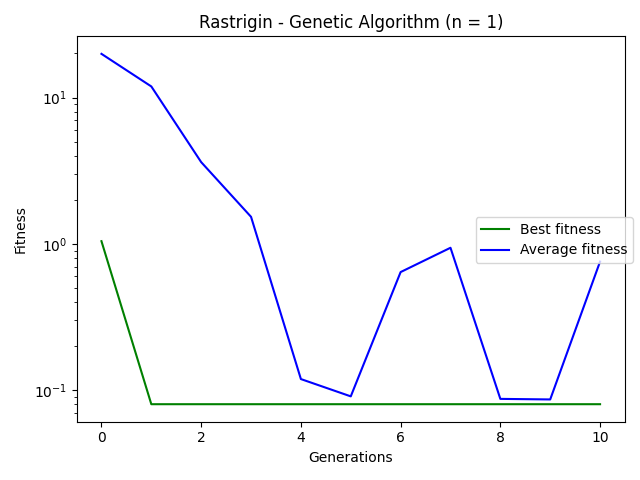 Rastrigin - Genetic Algorithm (n = 1)
Fitness
10¹
10⁰
10⁻¹
Best fitness
Average fitness
0 2 4 6 8 10
Generations